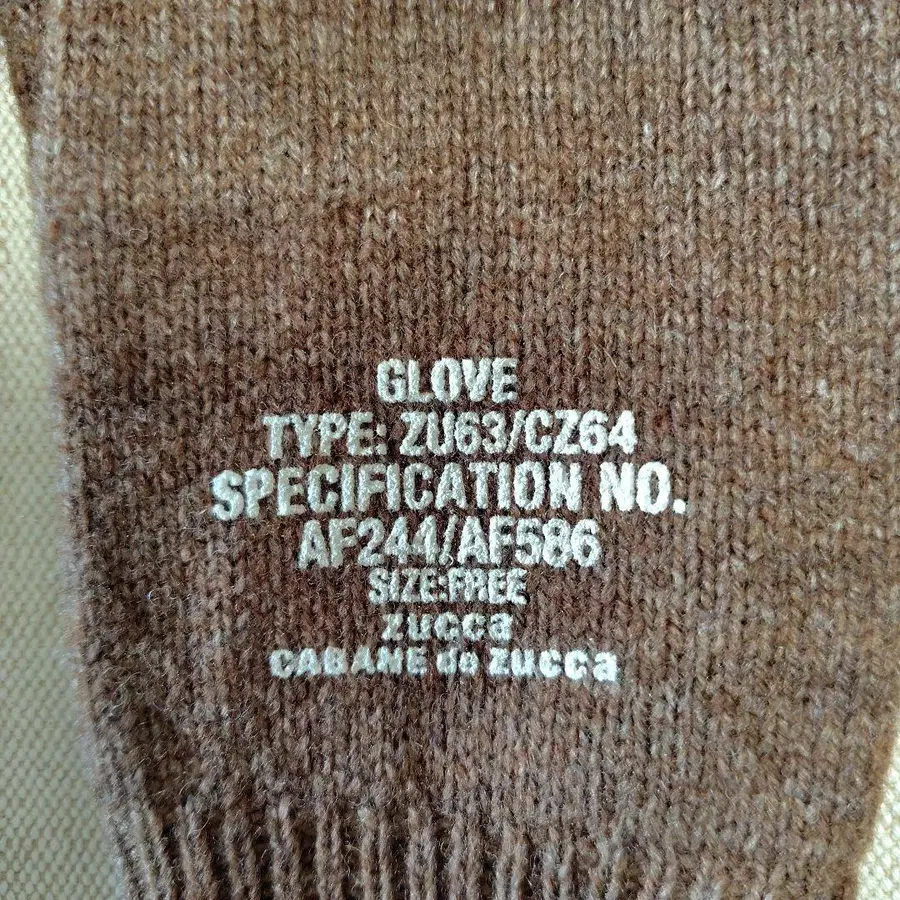 GLOVE
TYPE: ZU63/CZ64
SPECIFICATION NO.
AF244/AF586
SIZE:FREE
zucca
CABANE de zucca